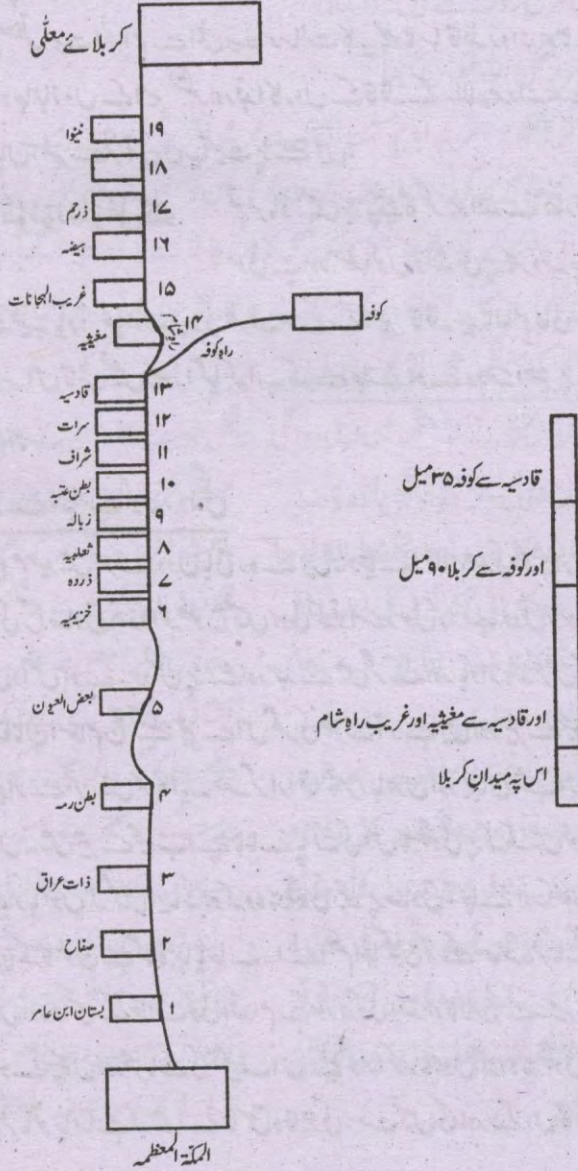 کربلائے معلّٰی
۱۹ نینوا
۱۸
۱۷ ذرحم
۱۶ بیضہ
۱۵ غریب الہجانات
۱۴ مغیثیہ
کوفہ
راہ کوفہ
۱۳ قادسیہ
۱۲ سرات
۱۱ شراف
۱۰ بطن عتبہ
۹ زبالہ
۸ ثعلبیہ
۷ ذردہ
۶ خزیمیہ
۵ بعض العیون
۴ بطن رمہ
۳ ذات عراق
۲ صفاح
۱ بستان ابن عامر
المکۃ المعظمہ
قادسیہ سے کوفہ ۳۵ میل
اور کوفہ سے کربلا ۹۰ میل
اور قادسیہ سے مغیثیہ اور غریب راہ شام
اس پہ میدانِ کربلا